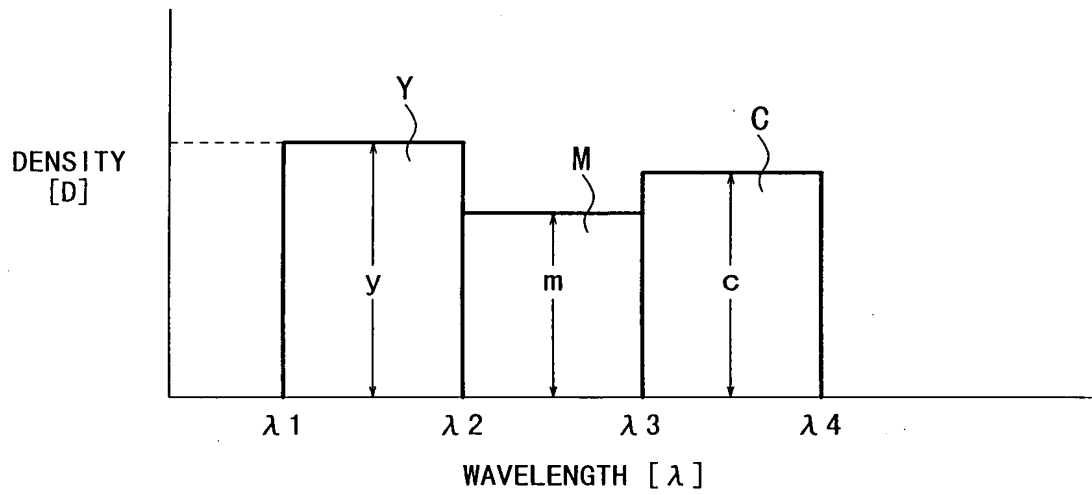 Y
C
M
DENSITY
[D]
y
m
c
λ1 λ2 λ3 λ4
WAVELENGTH [λ]